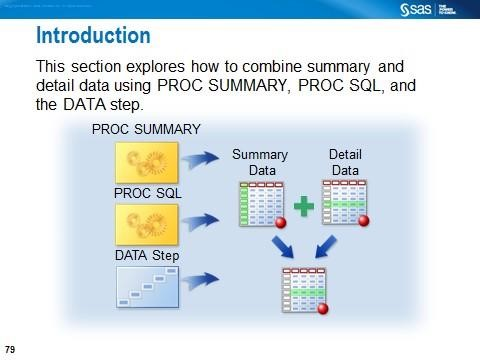 sas
THE
POWER
TO KNOW.
Introduction
This section explores how to combine summary and
detail data using PROC SUMMARY, PROC SQL, and
the DATA step.
PROC SUMMARY
Summary
Data
Detail
Data
PROC SQL
DATA Step
79